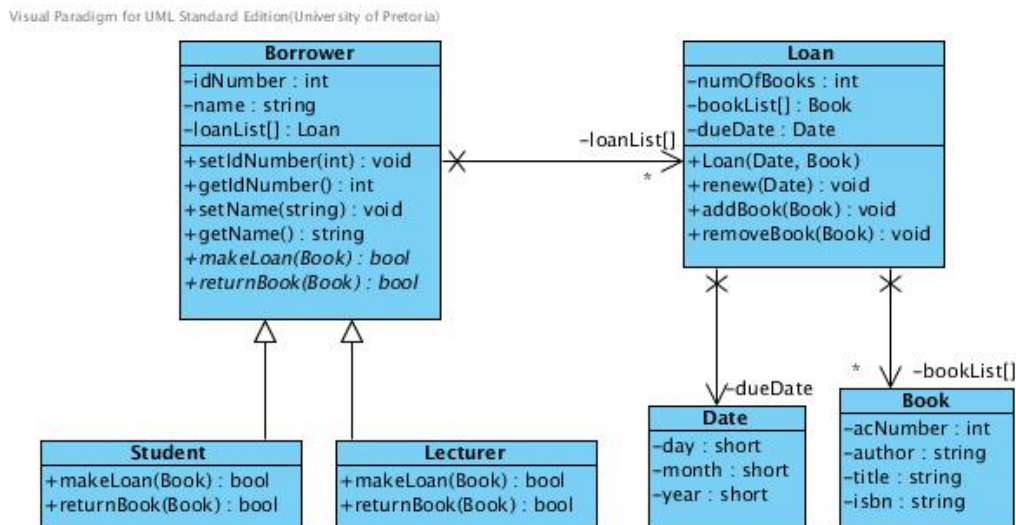 Visual Paradigm for UML Standard Edition(University of Pretoria)
Borrower
-idNumber : int
-name : string
-loanList[] : Loan
+setIdNumber(int) : void
+getIdNumber() : int
+setName(string) : void
+getName() : string
+makeLoan(Book) : bool
+returnBook(Book) : bool
-loanList[]
*
Loan
-numOfBooks : int
-bookList[] : Book
-dueDate : Date
+Loan(Date, Book)
+renew(Date) : void
+addBook(Book) : void
+removeBook(Book) : void
-dueDate
* -bookList[]
Student
+makeLoan(Book) : bool
+returnBook(Book) : bool
Lecturer
+makeLoan(Book) : bool
+returnBook(Book) : bool
Date
-day : short
-month : short
-year : short
Book
-acNumber : int
-author : string
-title : string
-isbn : string